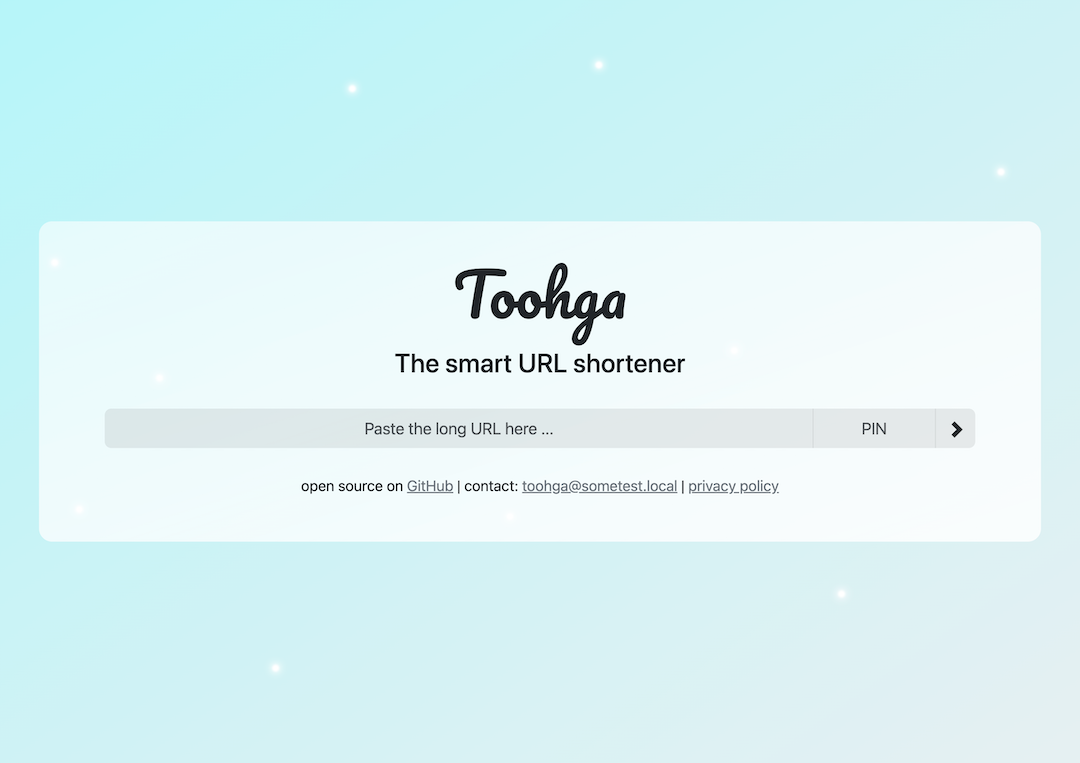 Toohga
The smart URL shortener
Paste the long URL here ... PIN
open source on GitHub | contact: toohga@sometest.local | privacy policy